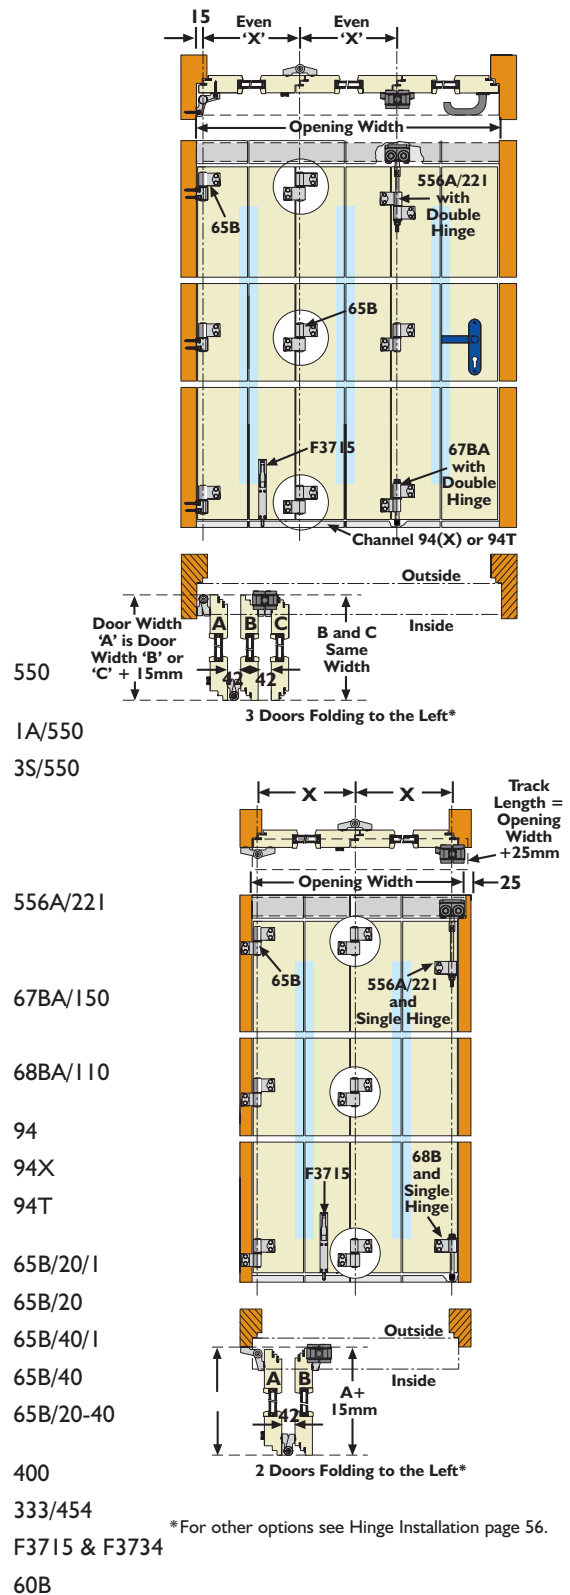 15
Even
‘X’
Even
‘X’
Opening Width
556A/221
with
Double
Hinge
65B
65B
F3715
67BA
with
Double
Hinge
Channel 94(X) or 94T
Outside
Inside
Door Width
‘A’ is Door
Width ‘B’ or
‘C’ + 15mm
A
B
C
42
42
B and C
Same
Width
3 Doors Folding to the Left*
550
1A/550
3S/550
X
X
Track
Length =
Opening
Width
+25mm
Opening Width
25
556A/221
65B
556A/221
and
Single Hinge
67BA/150
68BA/110
94
94X
94T
F3715
68B
and
Single
Hinge
65B/20/1
65B/20
65B/40/1
65B/40
65B/20-40
Outside
Inside
A
B
42
A+
15mm
2 Doors Folding to the Left*
400
333/454
F3715 & F3734
60B
*For other options see Hinge Installation page 56.